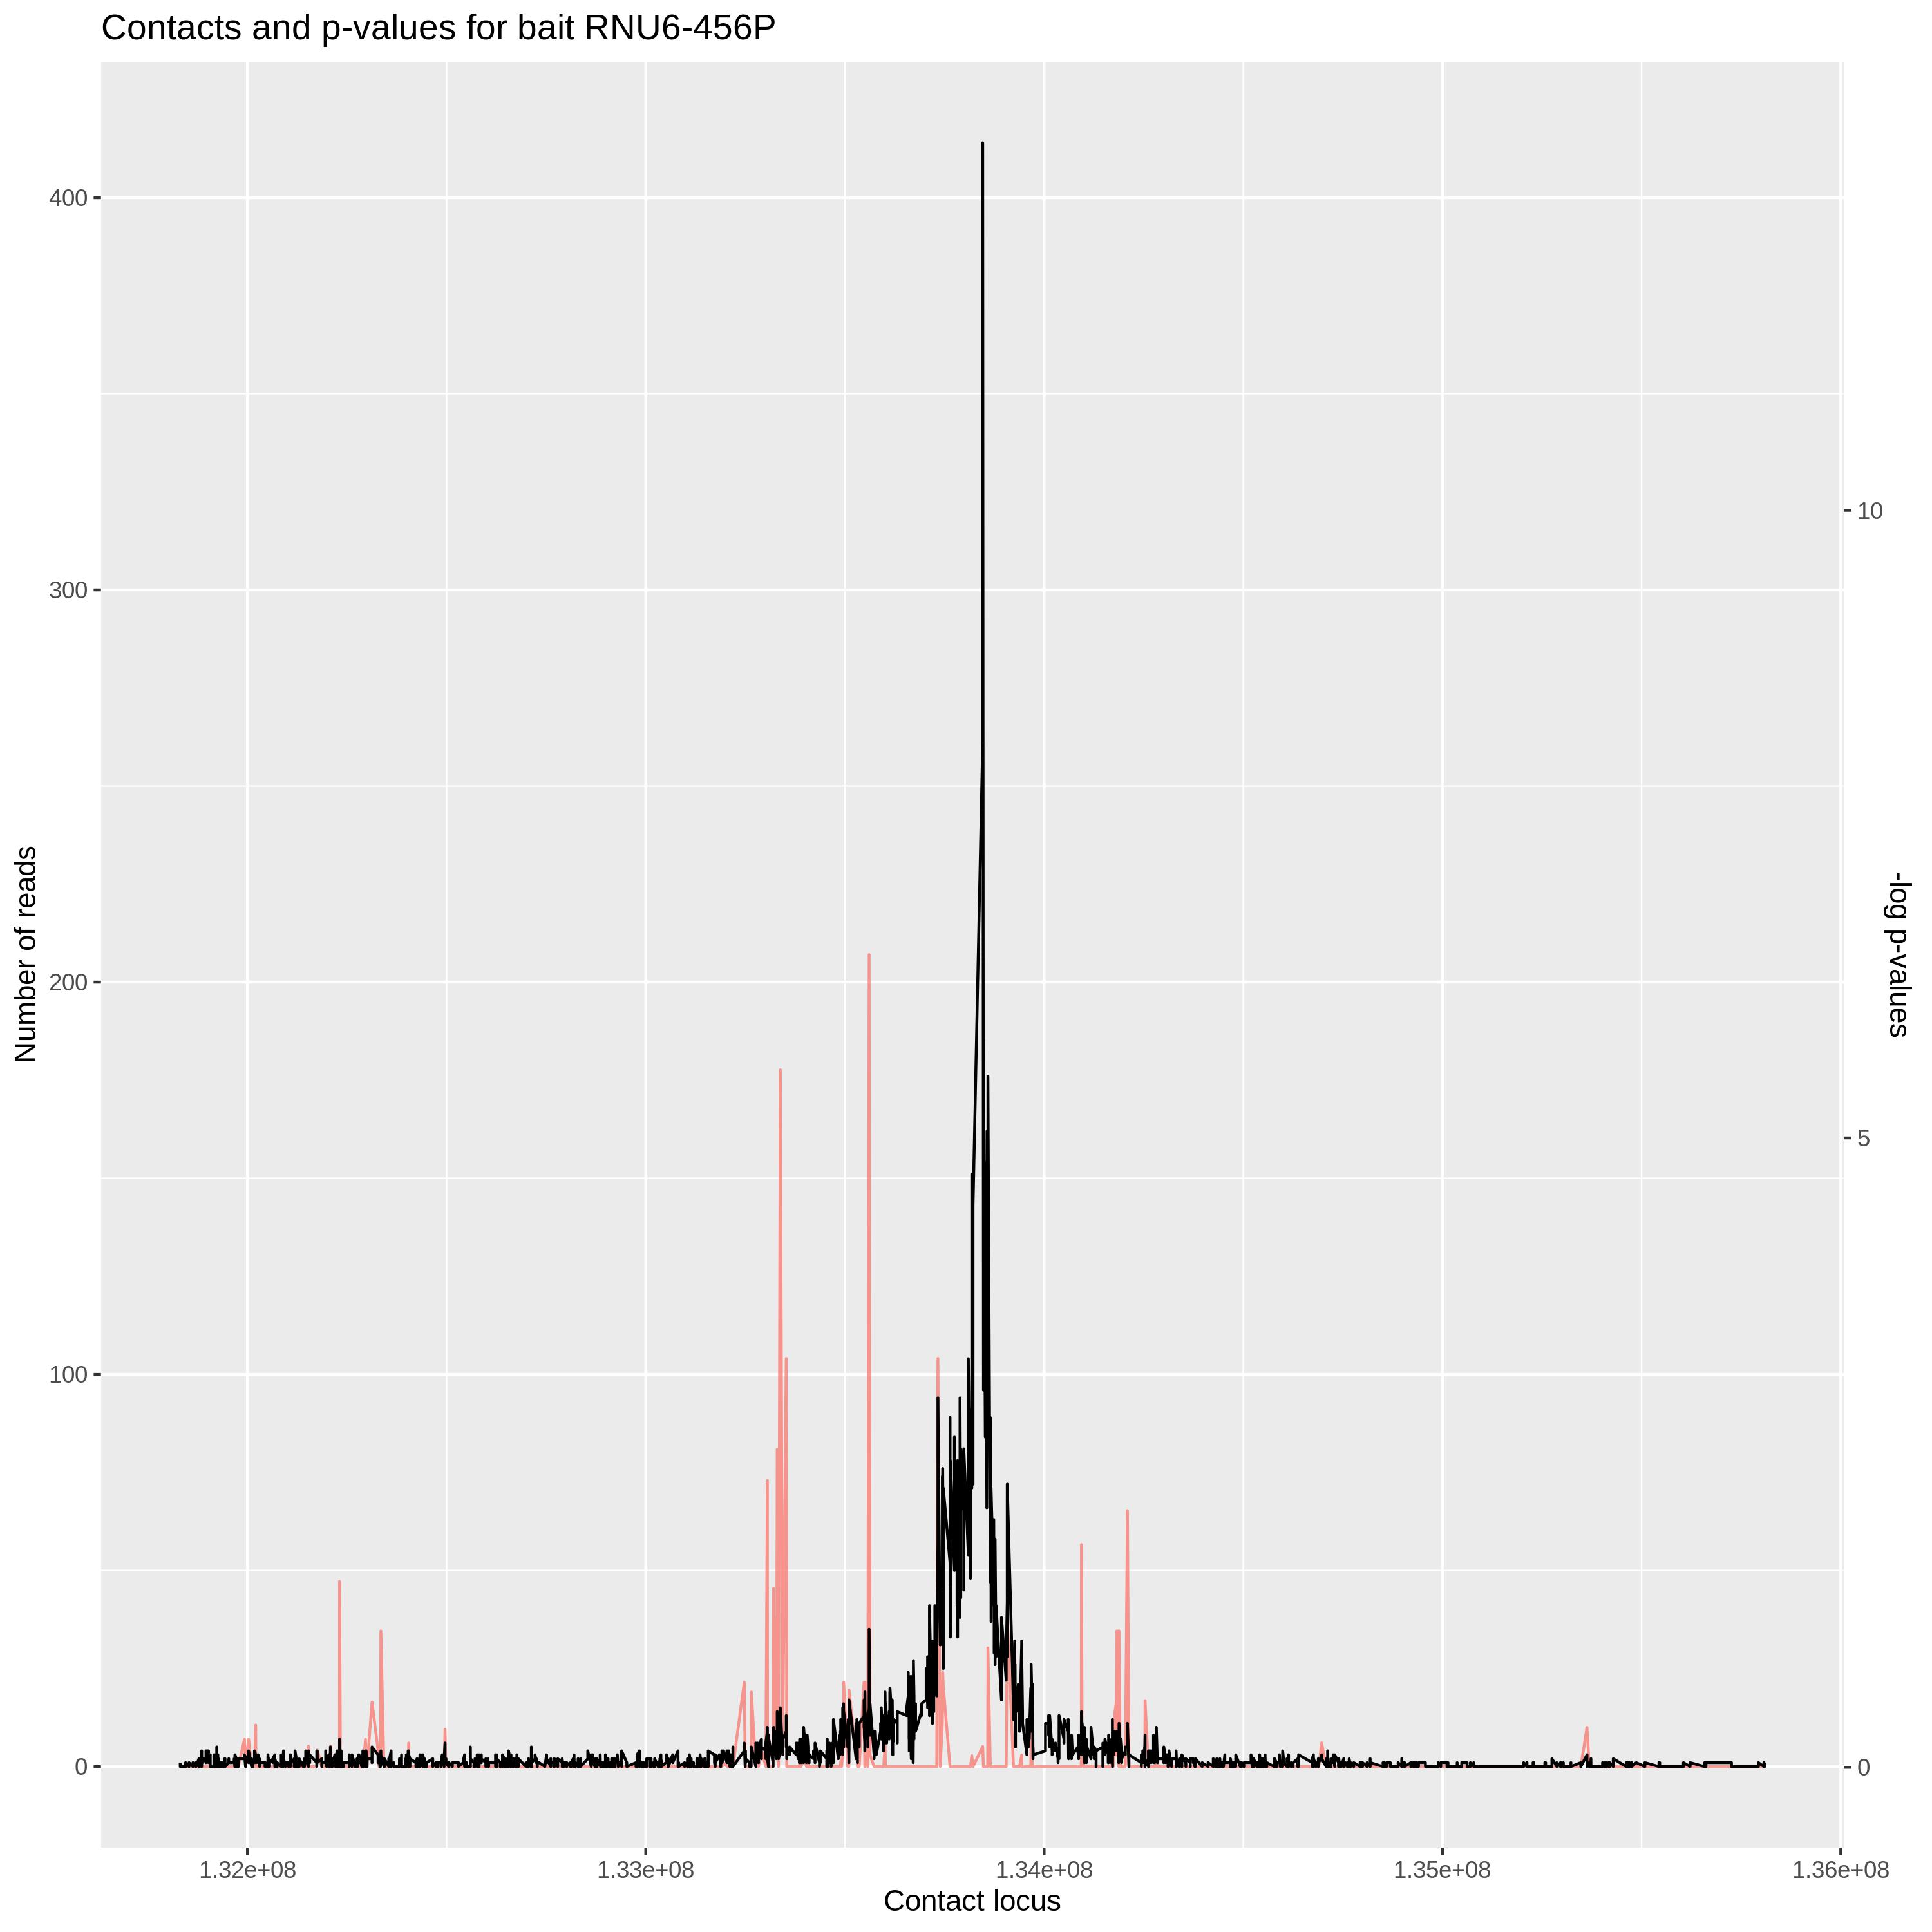 Contacts and p-values for bait RNU6-456P
400
300
200
100
0
Number of reads
10
5
0
-log p-values
1.32e+08
1.33e+08
1.34e+08
1.35e+08
1.36e+08
Contact locus